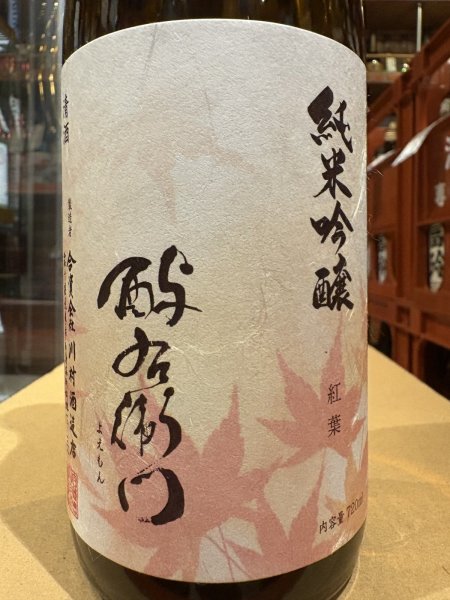 純米吟醸
紅葉
内容量 720ml
酔右衛門
よえもん
清酒
製造者
合資会社 川村酒造店